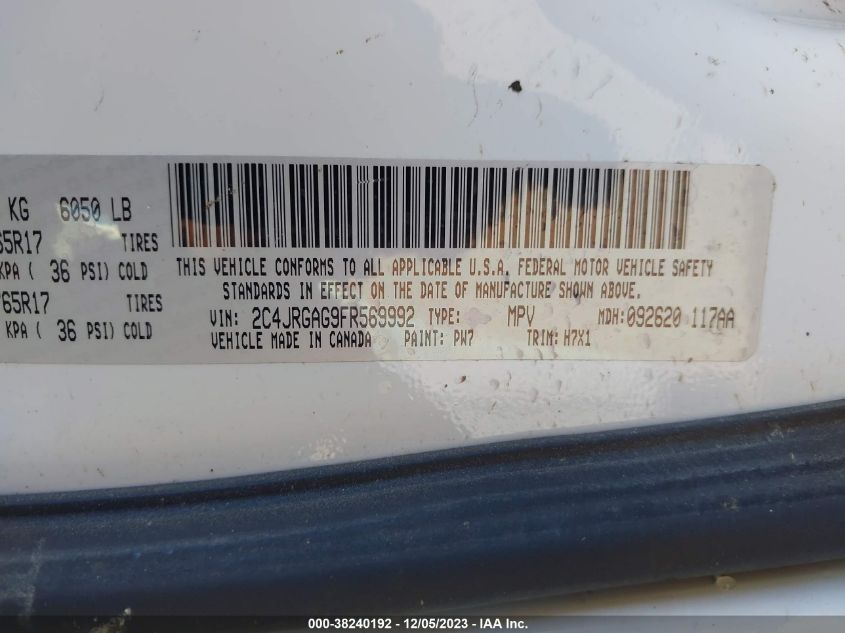 KG 6050 LB
65R17 TIRES
KPA ( 36 PSI) COLD
65R17 TIRES
KPA ( 36 PSI) COLD
THIS VEHICLE CONFORMS TO ALL APPLICABLE U.S.A. FEDERAL MOTOR VEHICLE SAFETY
STANDARDS IN EFFECT ON THE DATE OF MANUFACTURE SHOWN ABOVE.
VIN: 2C4JRGAG9FR569992 TYPE: MPV MDH: 092620 117AA
VEHICLE MADE IN CANADA PAINT: PW7 TRIM: H7X1
000-38240192 - 12/05/2023 - IAA Inc.